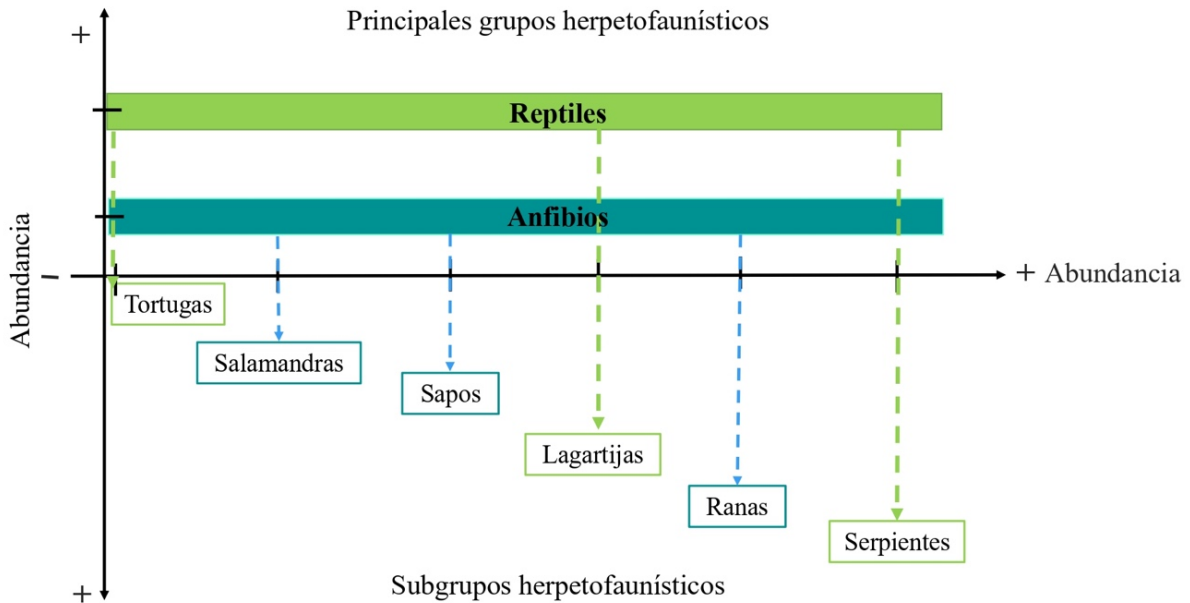 +
Principales grupos herpetofaunísticos
Reptiles
Anfibios
Abundancia
–
+ Abundancia
Tortugas
Salamandras
Sapos
Lagartijas
Ranas
Serpientes
+
Subgrupos herpetofaunísticos